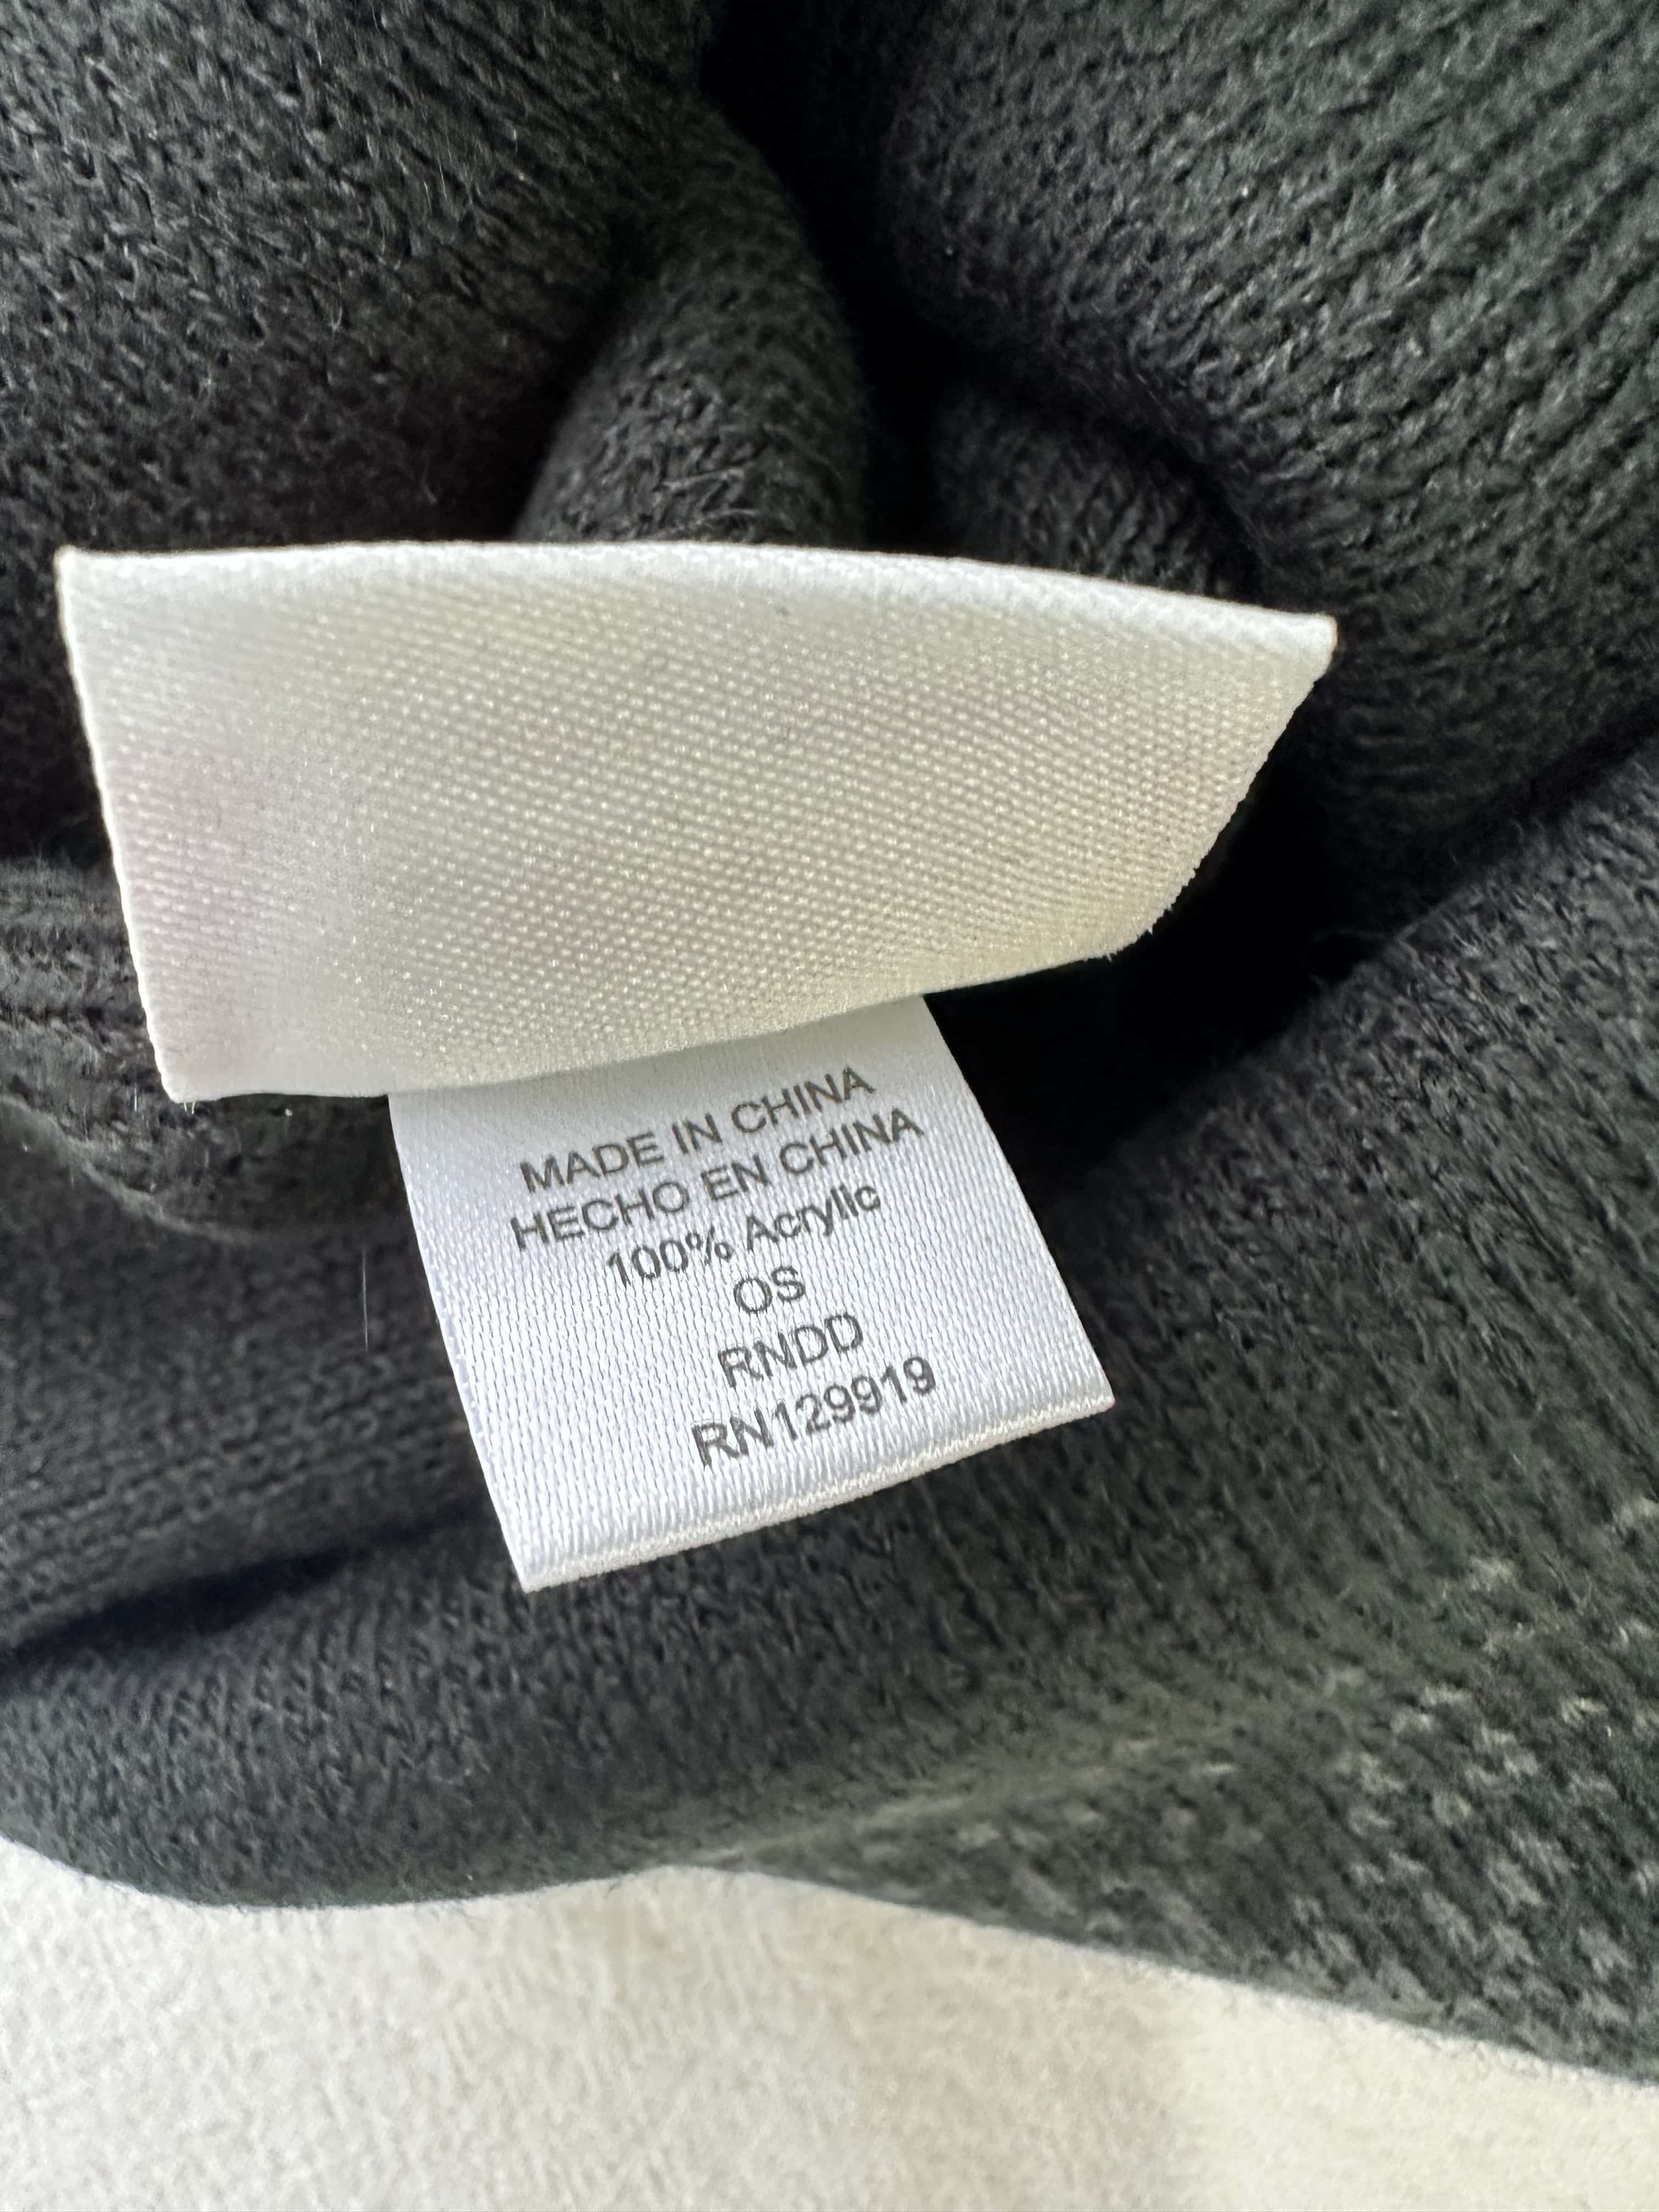 MADE IN CHINA
HECHO EN CHINA
100% Acrylic
OS
RNDD
RN129919